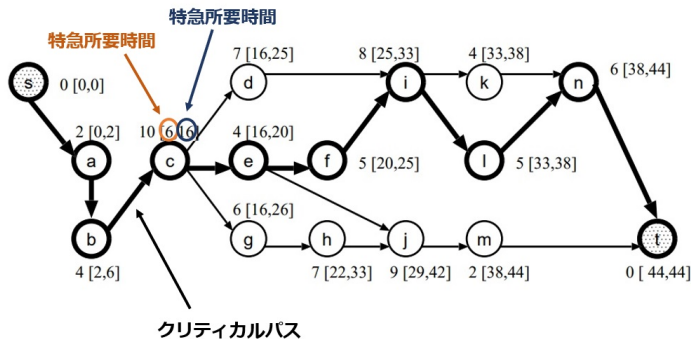 特急所要時間
特急所要時間
7 [16,25]
8 [25,33]
4 [33,38]
6 [38,44]
s
0 [0,0]
d
i
k
n
2 [0,2]
10 [6,16]
4 [16,20]
a
c
e
f
5 [20,25]
l
5 [33,38]
6 [16,26]
b
g
h
j
m
t
4 [2,6]
7 [22,33]
9 [29,42]
2 [38,44]
0 [ 44,44]
クリティカルパス